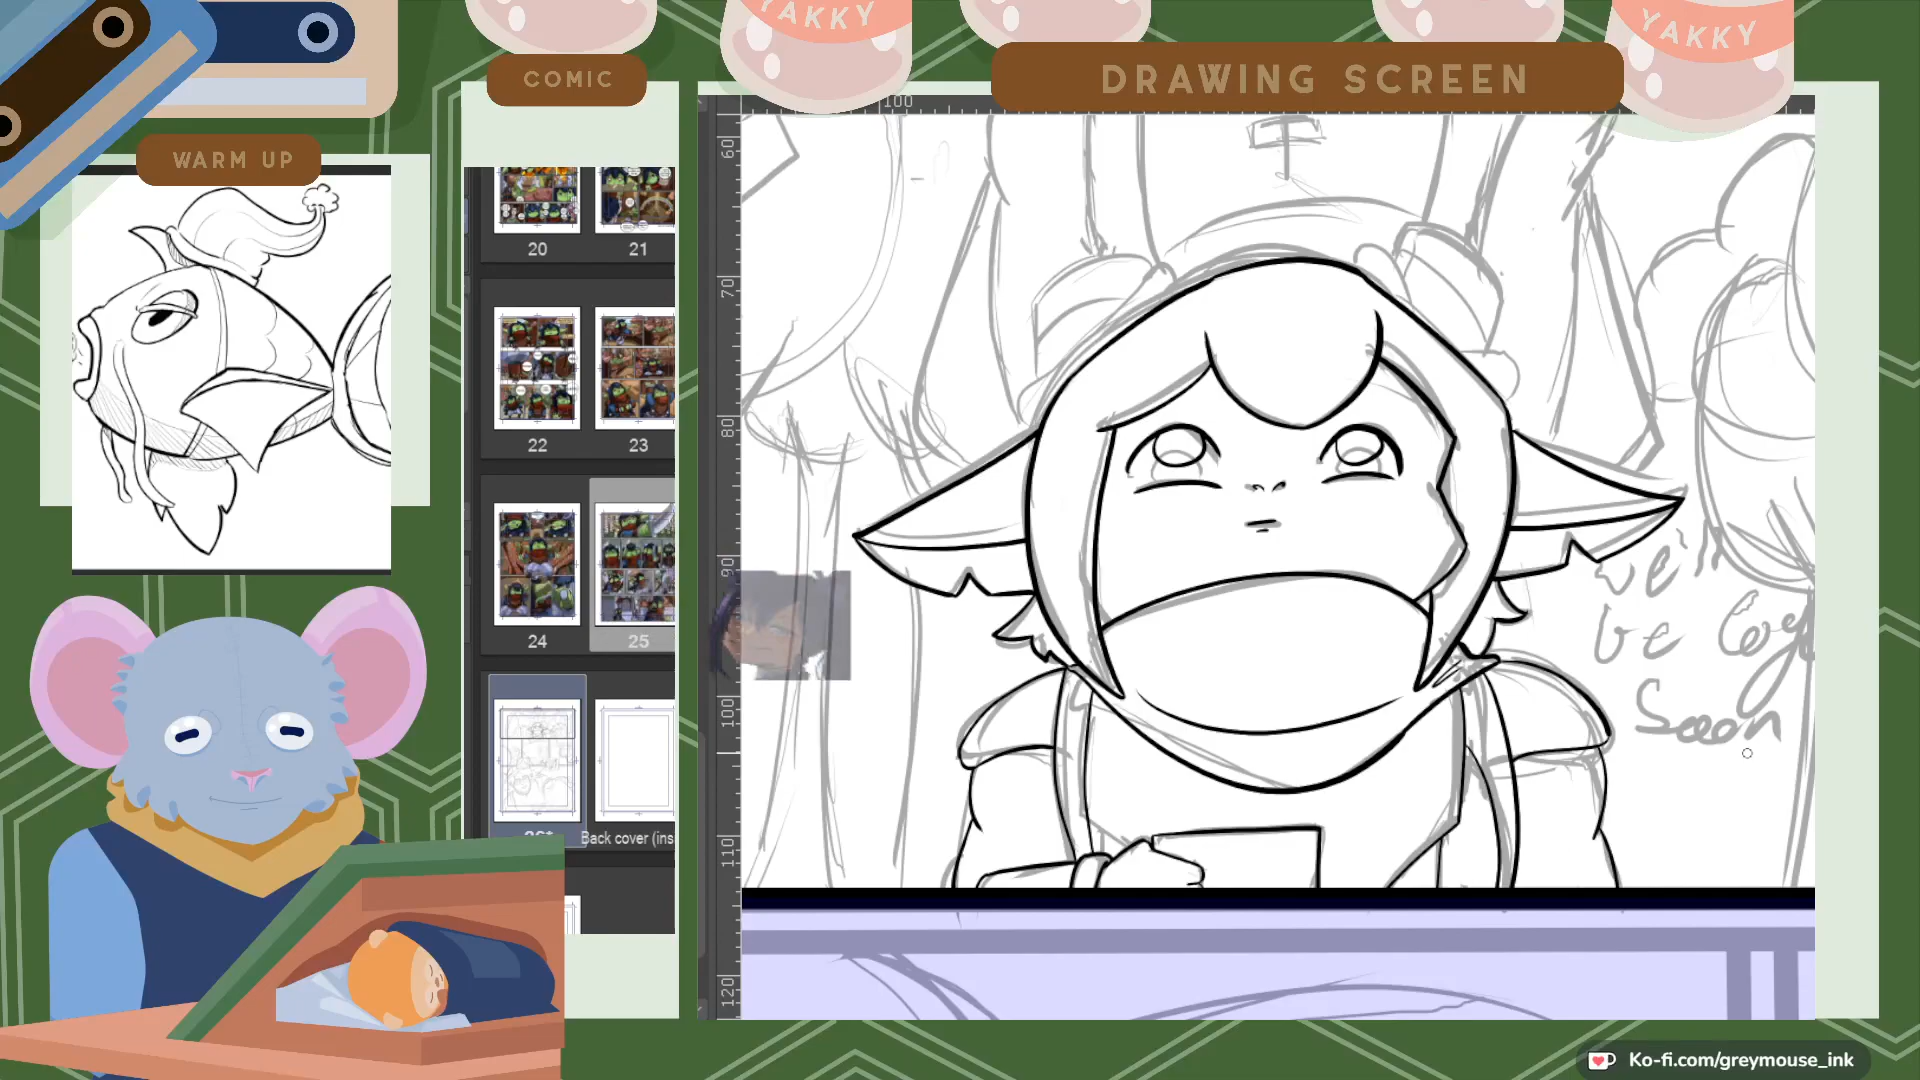 YAKKY
YAKKY
COMIC
DRAWING SCREEN
WARM UP
100
60
70
80
90
100
110
120
20
21
22
23
24
25
Back cover (ins
we'll
be
Soon
Ko-fi.com/greymouse_ink